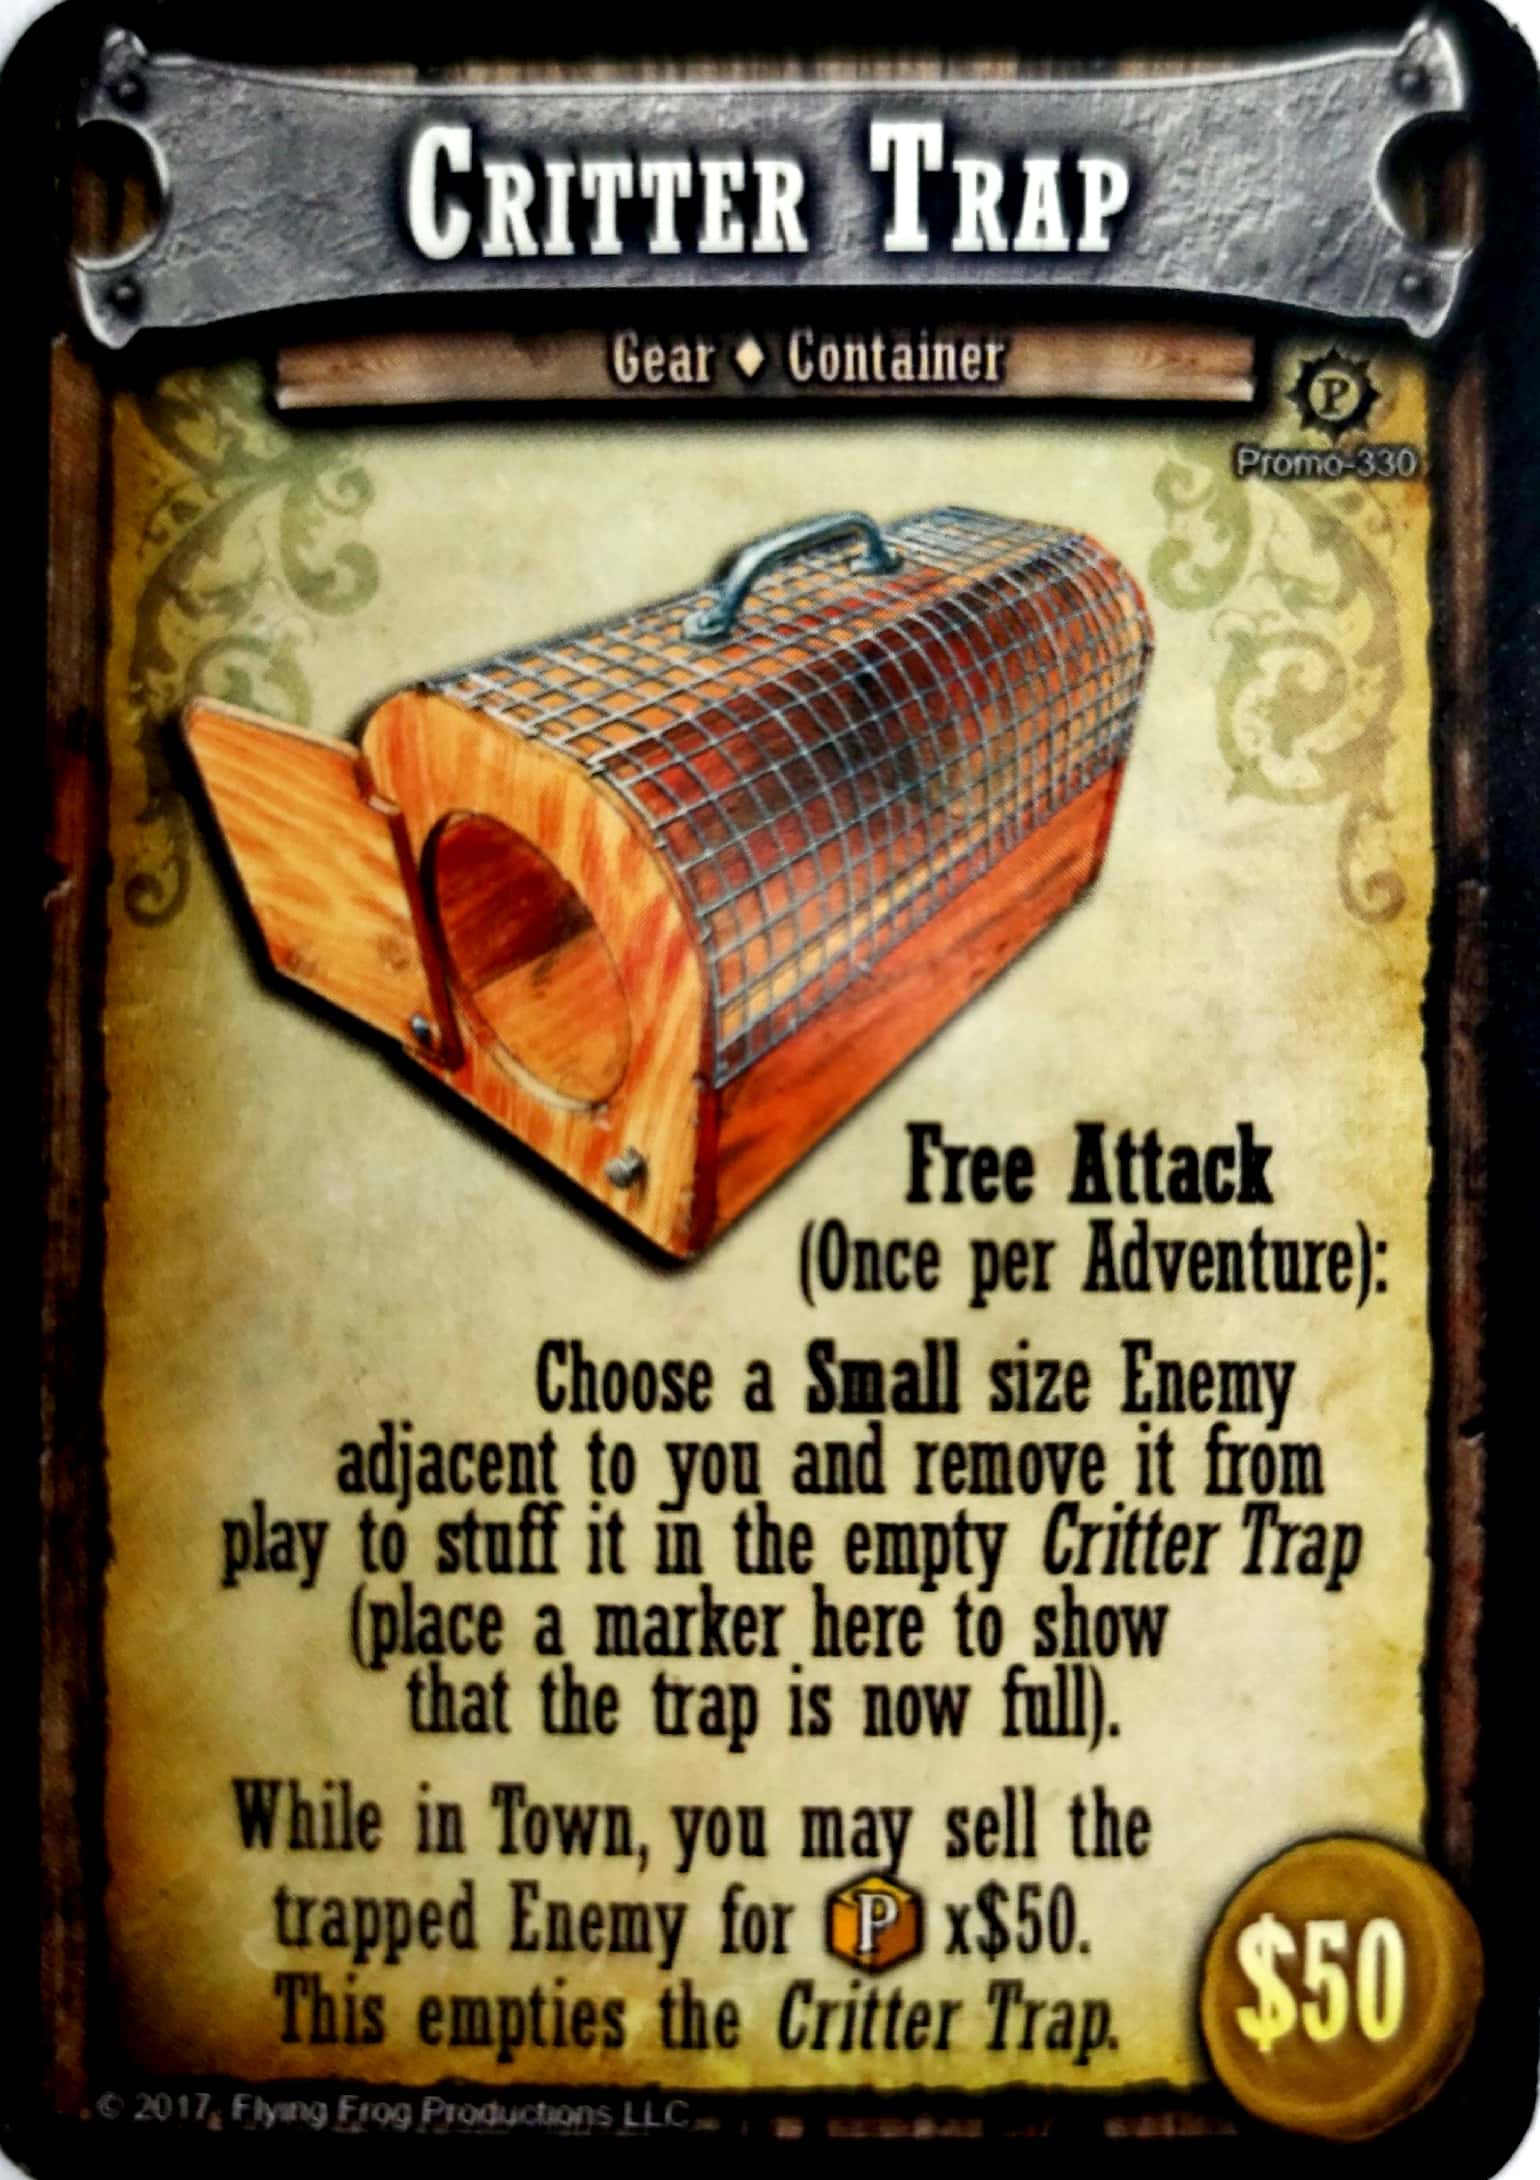 CRITTER TRAP
Gear ♦ Container
P
Promo-330
Free Attack
(Once per Adventure):
Choose a Small size Enemy
adjacent to you and remove it from
play to stuff it in the empty Critter Trap
(place a marker here to show
that the trap is now full).
While in Town, you may sell the
trapped Enemy for P x$50.
This empties the Critter Trap.
$50
© 2017, Flying Frog Productions LLC